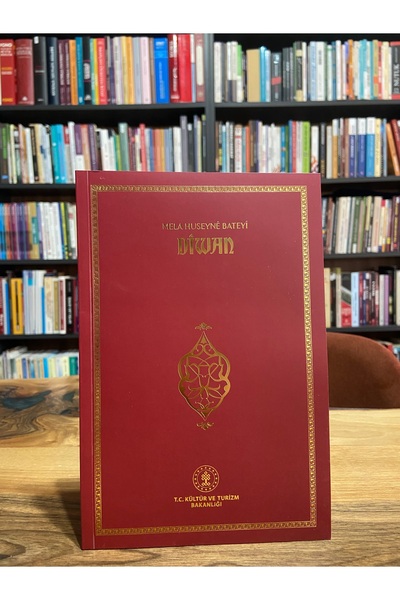 MELA HUSEYNÊ BATEYÎ
DÎWAN
T.C. KÜLTÜR VE TURİZM
BAKANLIĞI